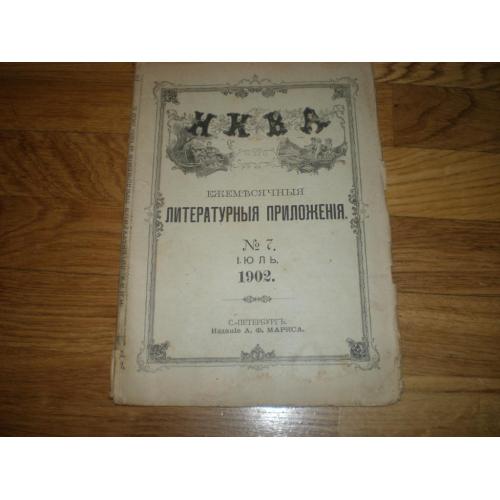 НИВА
ЕЖЕМѢСЯЧНЫЯ
ЛИТЕРАТУРНЫЯ ПРИЛОЖЕНІЯ.
№ 7.
ІЮЛЬ.
1902.
С.-ПЕТЕРБУРГЪ.
Изданіе А. Ф. МАРКСА.